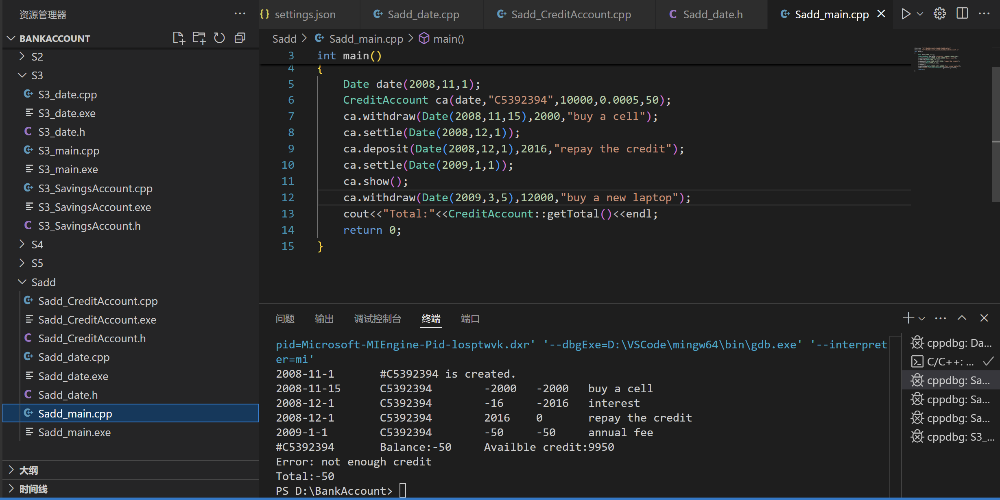 资源管理器
BANKACCOUNT
S2
S3
S3_date.cpp
S3_date.exe
S3_date.h
S3_main.cpp
S3_main.exe
S3_SavingsAccount.cpp
S3_SavingsAccount.exe
S3_SavingsAccount.h
S4
S5
Sadd
Sadd_CreditAccount.cpp
Sadd_CreditAccount.exe
Sadd_CreditAccount.h
Sadd_date.cpp
Sadd_date.exe
Sadd_date.h
Sadd_main.cpp
Sadd_main.exe
大纲
时间线
{} settings.json Sadd_date.cpp Sadd_CreditAccount.cpp C Sadd_date.h Sadd_main.cpp
Sadd > Sadd_main.cpp > main()
3 int main()
4 {
5 Date date(2008,11,1);
6 CreditAccount ca(date,"C5392394",10000,0.0005,50);
7 ca.withdraw(Date(2008,11,15),2000,"buy a cell");
8 ca.settle(Date(2008,12,1));
9 ca.deposit(Date(2008,12,1),2016,"repay the credit");
10 ca.settle(Date(2009,1,1));
11 ca.show();
12 ca.withdraw(Date(2009,3,5),12000,"buy a new laptop");
13 cout<<"Total:"<<CreditAccount::getTotal()<<endl;
14 return 0;
15 }
问题 输出 调试控制台 终端 端口
pid=Microsoft-MIEngine-Pid-losptwvk.dxr' '--dbgExe=D:\VSCode\mingw64\bin\gdb.exe' '--interpret
er=mi'
2008-11-1 #C5392394 is created.
2008-11-15 C5392394 -2000 -2000 buy a cell
2008-12-1 C5392394 -16 -2016 interest
2008-12-1 C5392394 2016 0 repay the credit
2009-1-1 C5392394 -50 -50 annual fee
#C5392394 Balance:-50 Availble credit:9950
Error: not enough credit
Total:-50
PS D:\BankAccount>
cppdbg: Da...
C/C++: ...
cppdbg: Sa...
cppdbg: Sa...
cppdbg: Sa...
cppdbg: S3_...